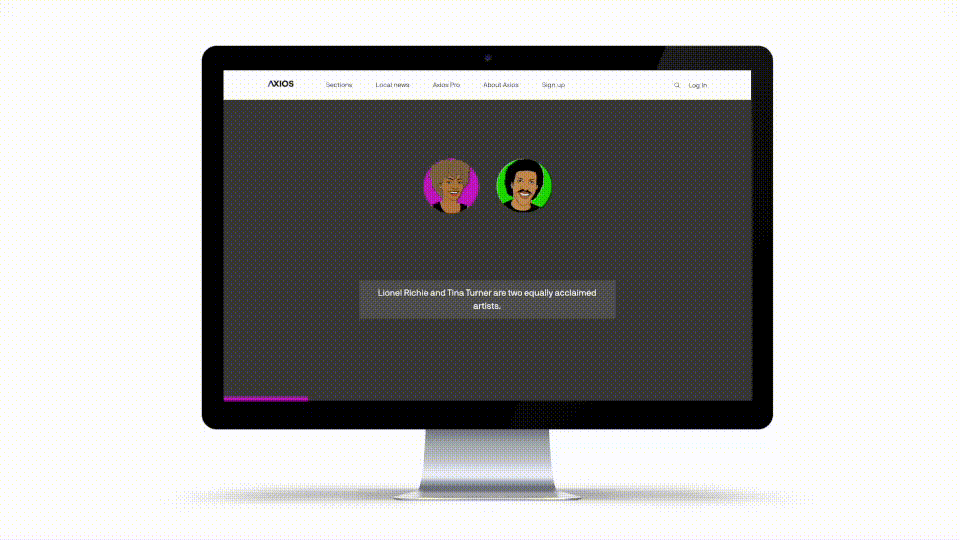 AXIOS Sections Local news Axios Pro About Axios Sign up Log in
Lionel Richie and Tina Turner are two equally acclaimed
artists.